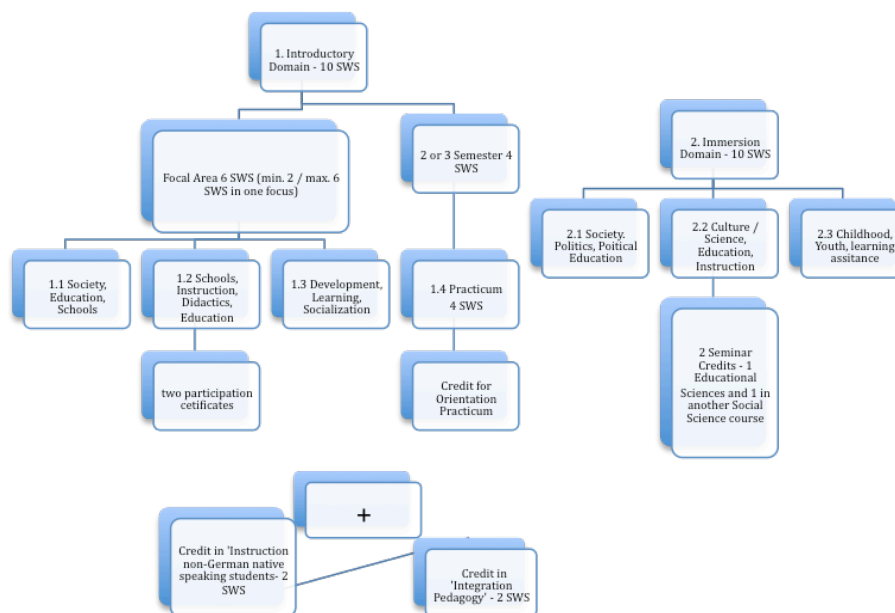 1. Introductory
Domain - 10 SWS
Focal Area 6 SWS (min. 2 / max. 6
SWS in one focus)
2 or 3 Semester 4
SWS
1.1 Society,
Education,
Schools
1.2 Schools,
Instruction,
Didactics,
Education
1.3 Development,
Learning,
Socialization
1.4 Practicum
4 SWS
two participation
cetificates
Credit for
Orientation
Practicum
2. Immersion
Domain - 10 SWS
2.1 Society.
Politics, Poitical
Education
2.2 Culture /
Science,
Education,
Instruction
2.3 Childhood,
Youth, learning
assitance
2 Seminar
Credits - 1
Educational
Sciences and 1 in
another Social
Science course
+
Credit in 'Instruction
non-German native
speaking students- 2
SWS
Credit in
'Integration
Pedagogy' - 2 SWS